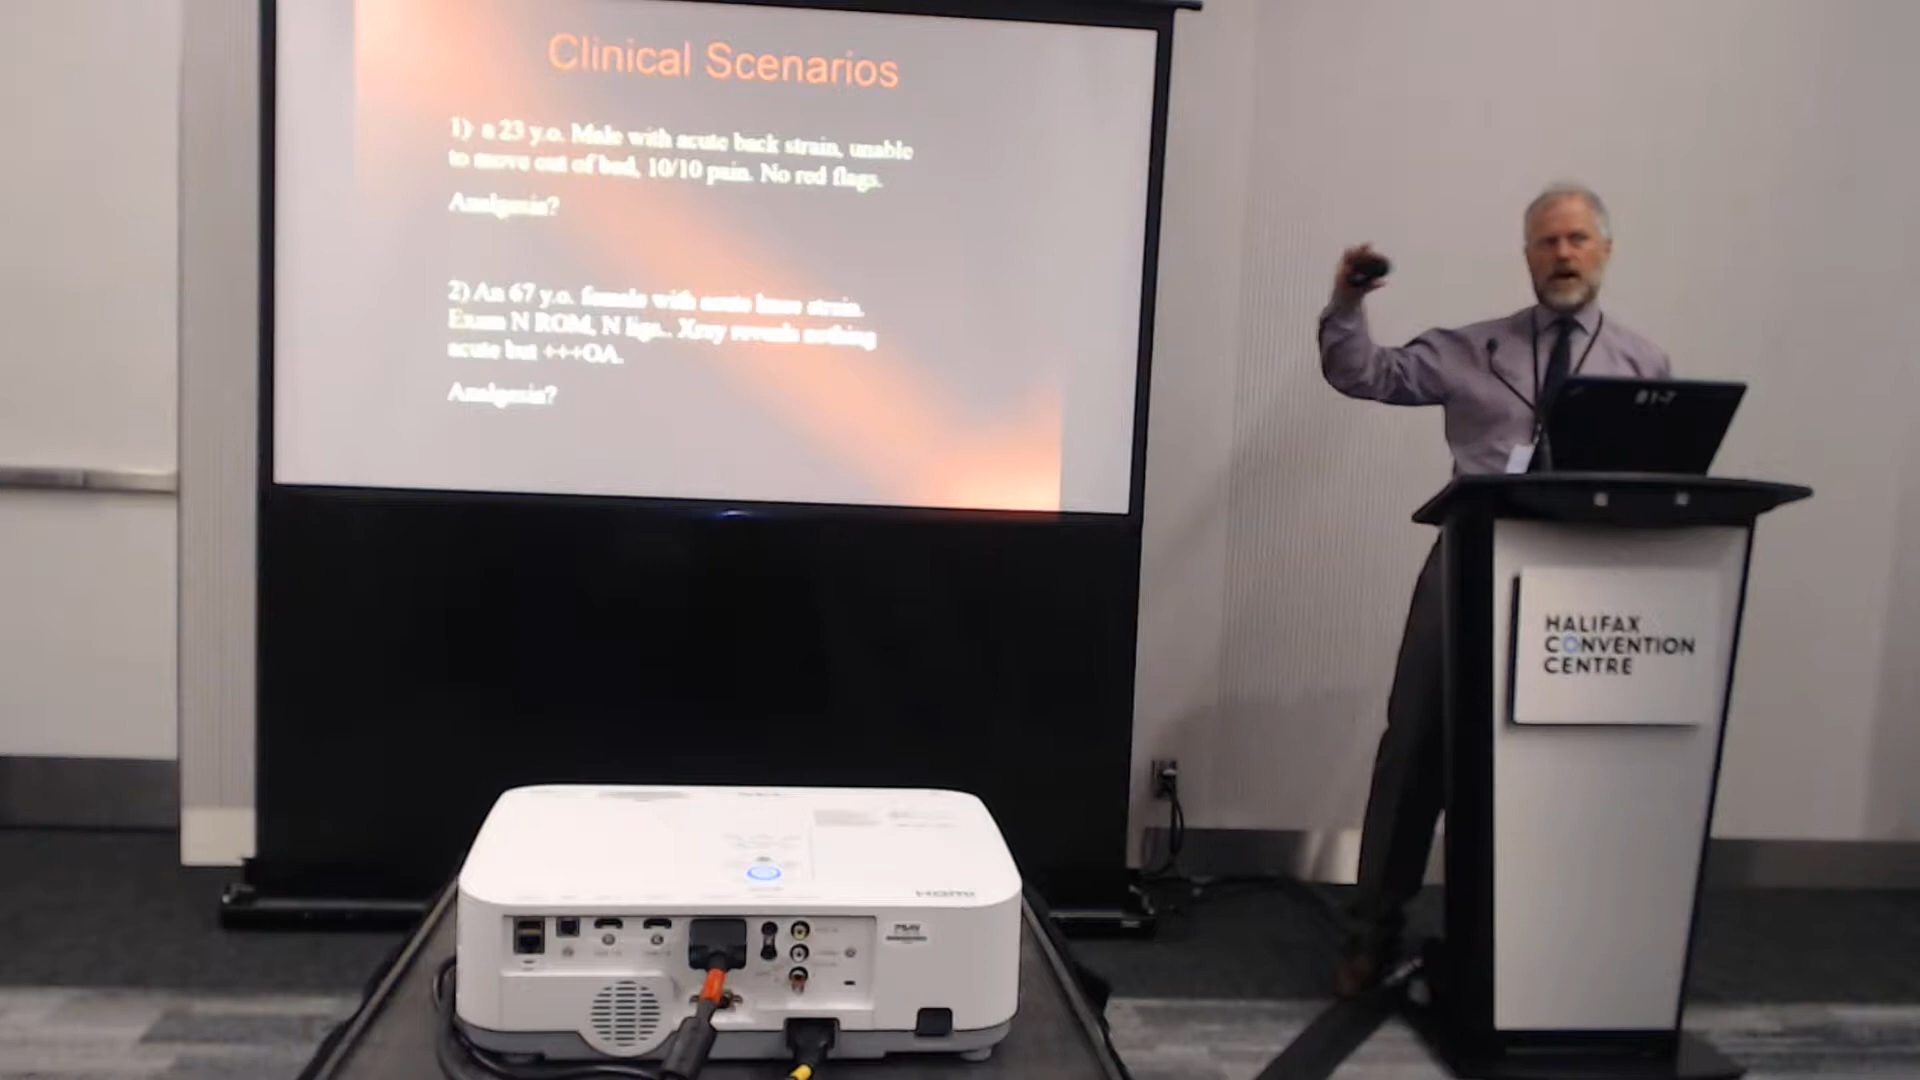 Clinical Scenarios
1) a 23 y.o. Male with acute back strain, unable
to move out of bed, 10/10 pain. No red flags.
Analgesia?
2) An 67 y.o. female with acute knee strain.
Exam N ROM, N ligs.. Xray reveals nothing
acute but +++OA.
Analgesia?
81-7
HALIFAX
CONVENTION
CENTRE
HDMI